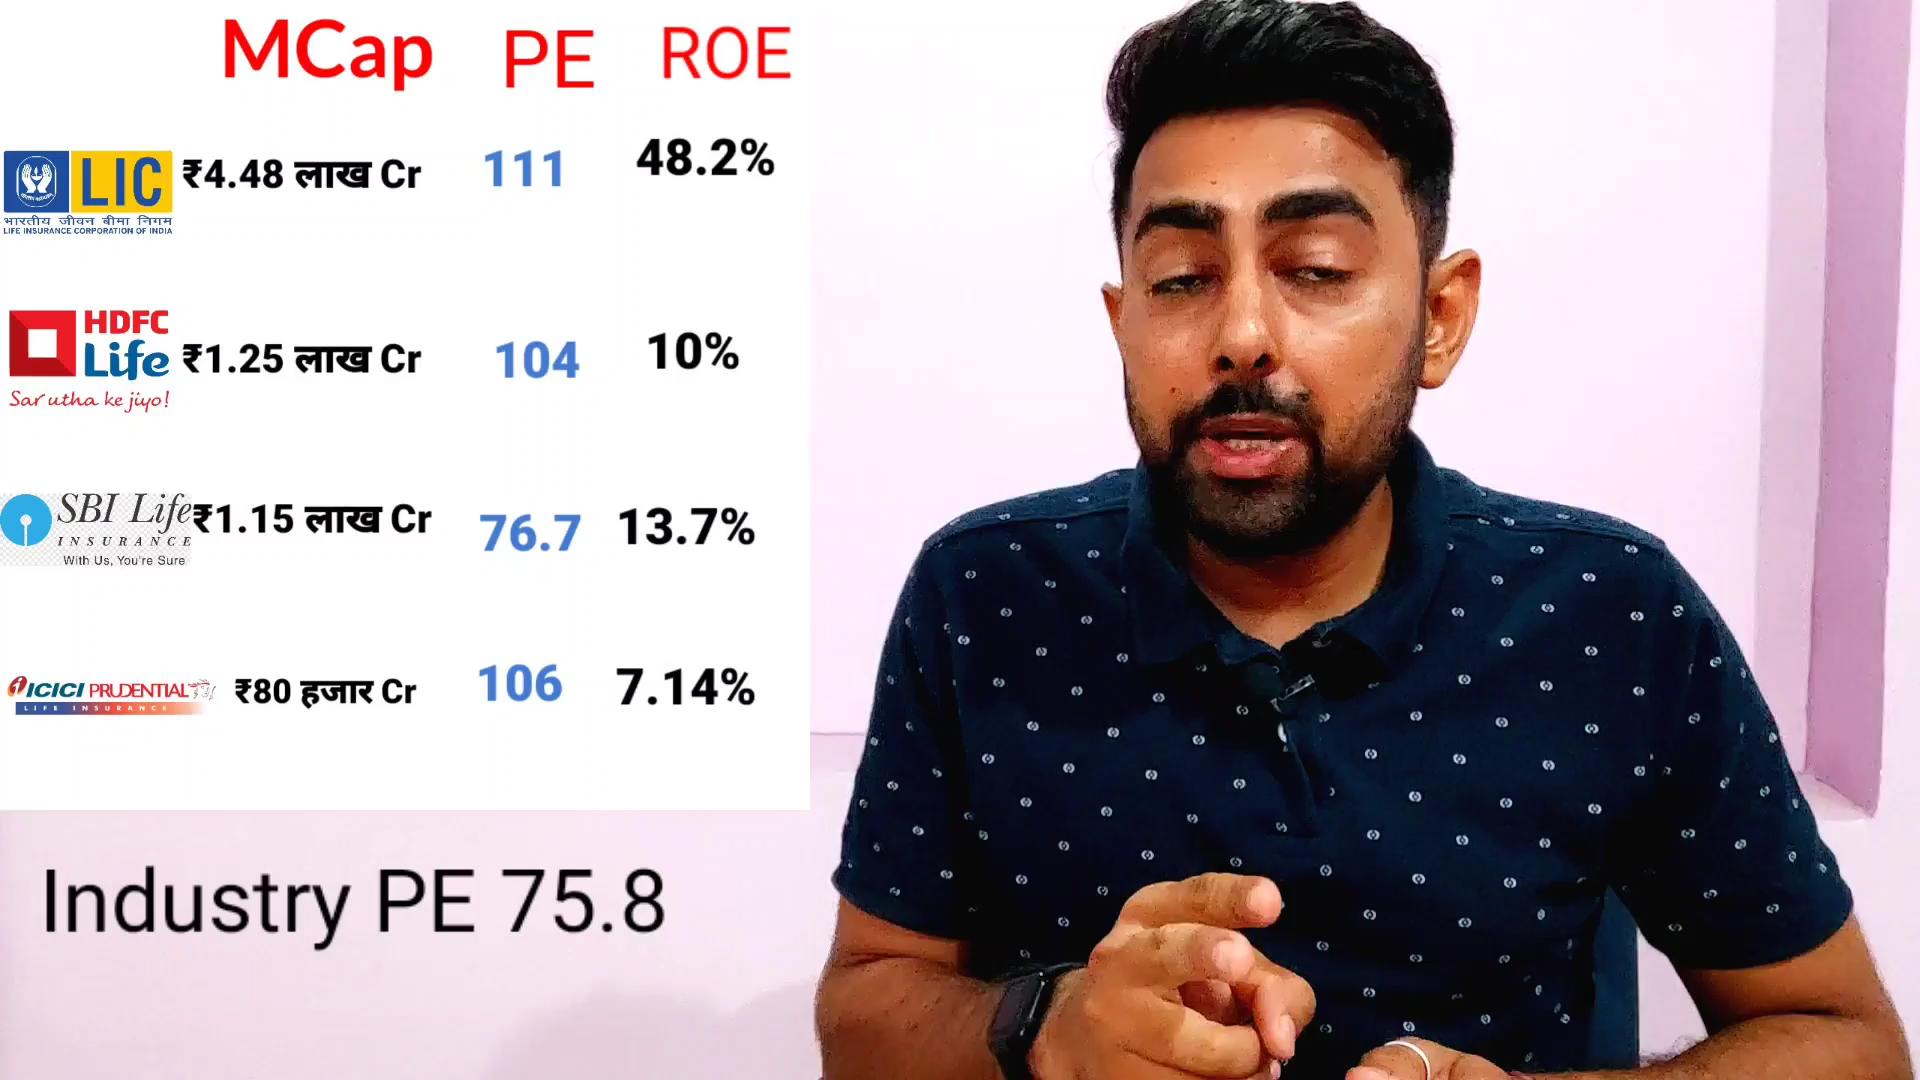 MCap PE ROE
LIC
भारतीय जीवन बीमा निगम
LIFE INSURANCE CORPORATION OF INDIA
₹4.48 लाख Cr 111 48.2%
HDFC
Life
Sar utha ke jiyo!
₹1.25 लाख Cr 104 10%
SBI Life
INSURANCE
With Us, You're Sure
₹1.15 लाख Cr 76.7 13.7%
ICICI PRUDENTIAL
LIFE INSURANCE
₹80 हजार Cr 106 7.14%
Industry PE 75.8